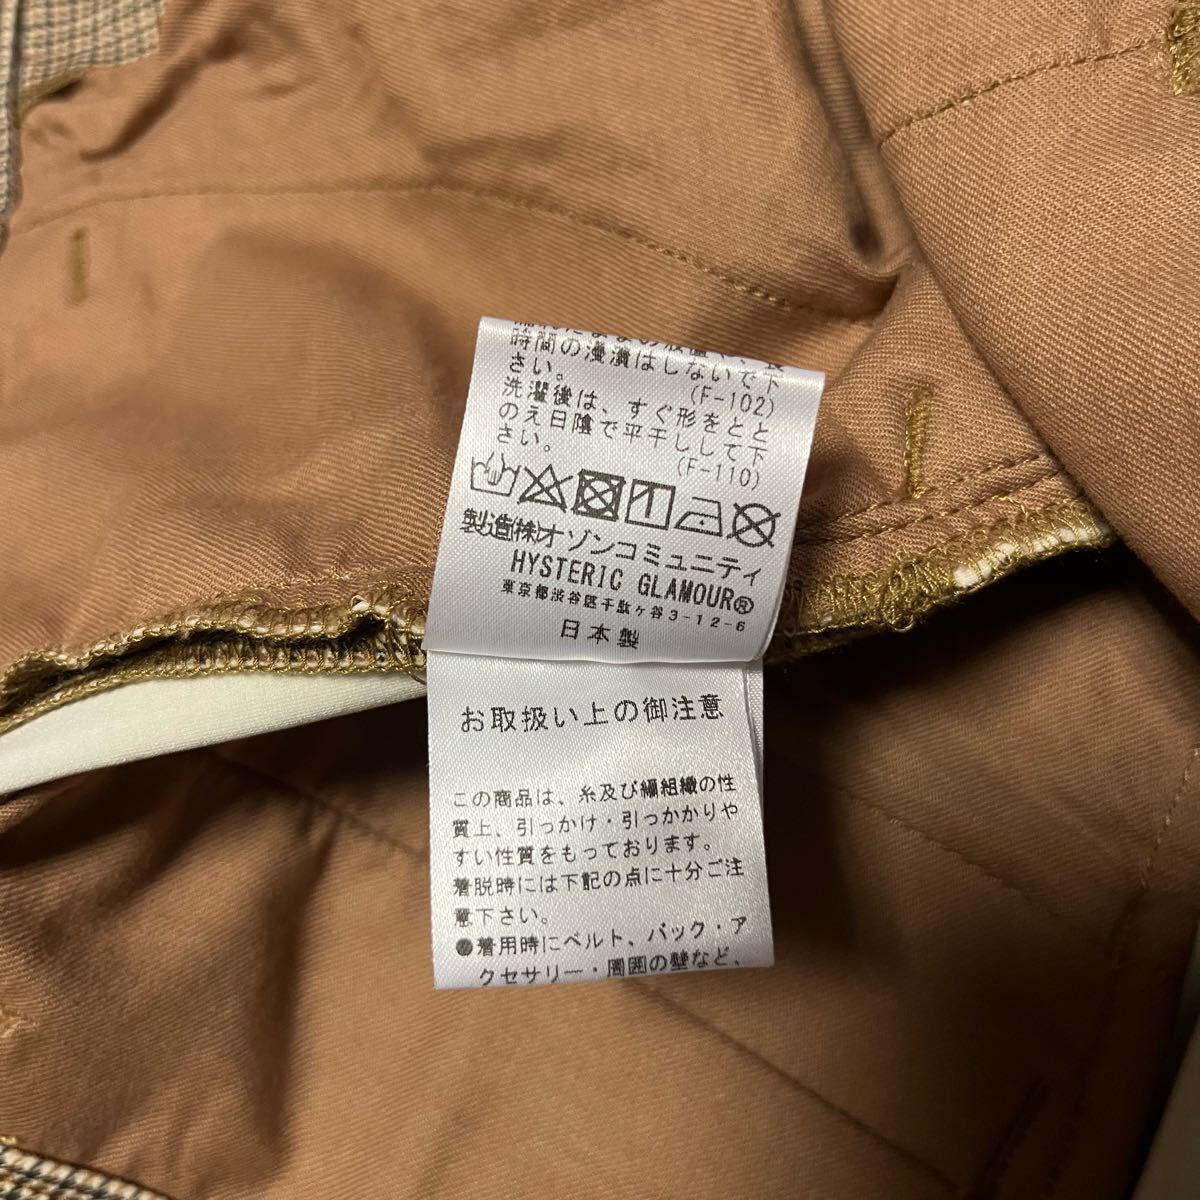 時間の浸漬はしないで下
さい。 (F-102)
洗濯後は、すぐ形をとと
のえ日陰で平干しして下
さい。 (F-110)
製造(株)オーゾンコミュニティ
HYSTERIC GLAMOUR®
東京都渋谷区千駄ヶ谷3-12-6
日本製
お取扱い上の御注意
この商品は、糸及び編組織の性
質上、引っかけ・引っかかりや
すい性質をもっております。
着脱時には下記の点に十分ご注
意下さい。
●着用時にベルト、バック・ア
クセサリー・周囲の壁など、